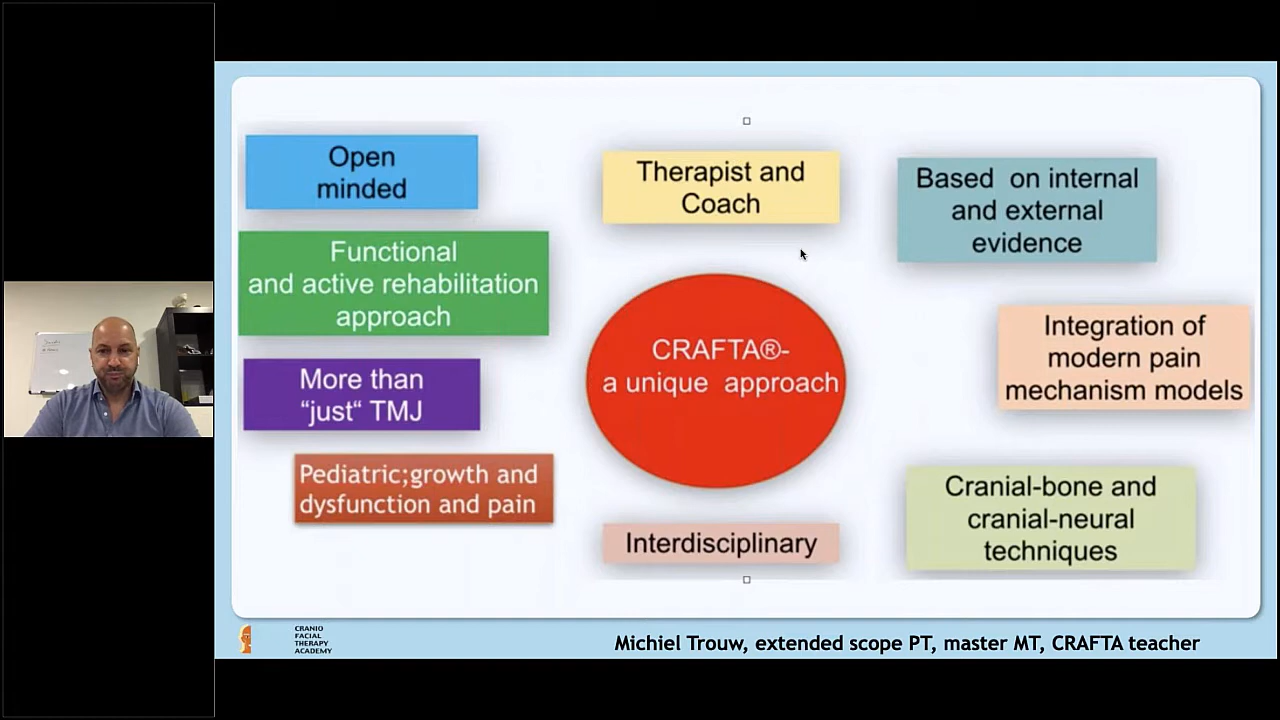 Open
minded
Functional
and active rehabilitation
approach
More than
“just“ TMJ
Pediatric;growth and
dysfunction and pain
Therapist and
Coach
CRAFTA®-
a unique approach
Interdisciplinary
Based on internal
and external
evidence
Integration of
modern pain
mechanism models
Cranial-bone and
cranial-neural
techniques
CRANIO
FACIAL
THERAPY
ACADEMY
Michiel Trouw, extended scope PT, master MT, CRAFTA teacher